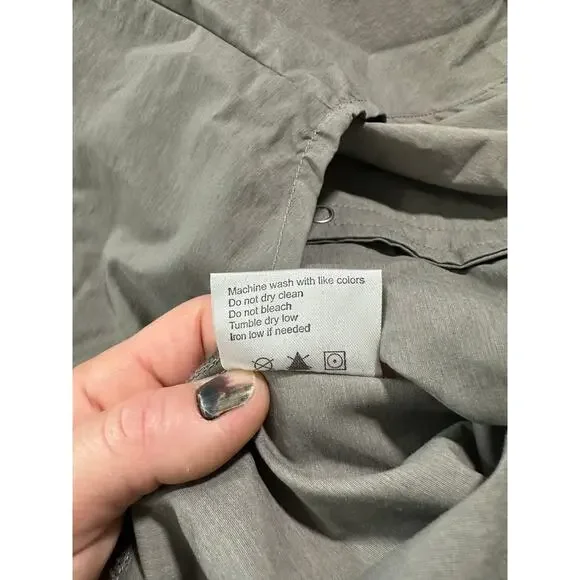 Machine wash with like colors
Do not dry clean
Do not bleach
Tumble dry low
Iron low if needed